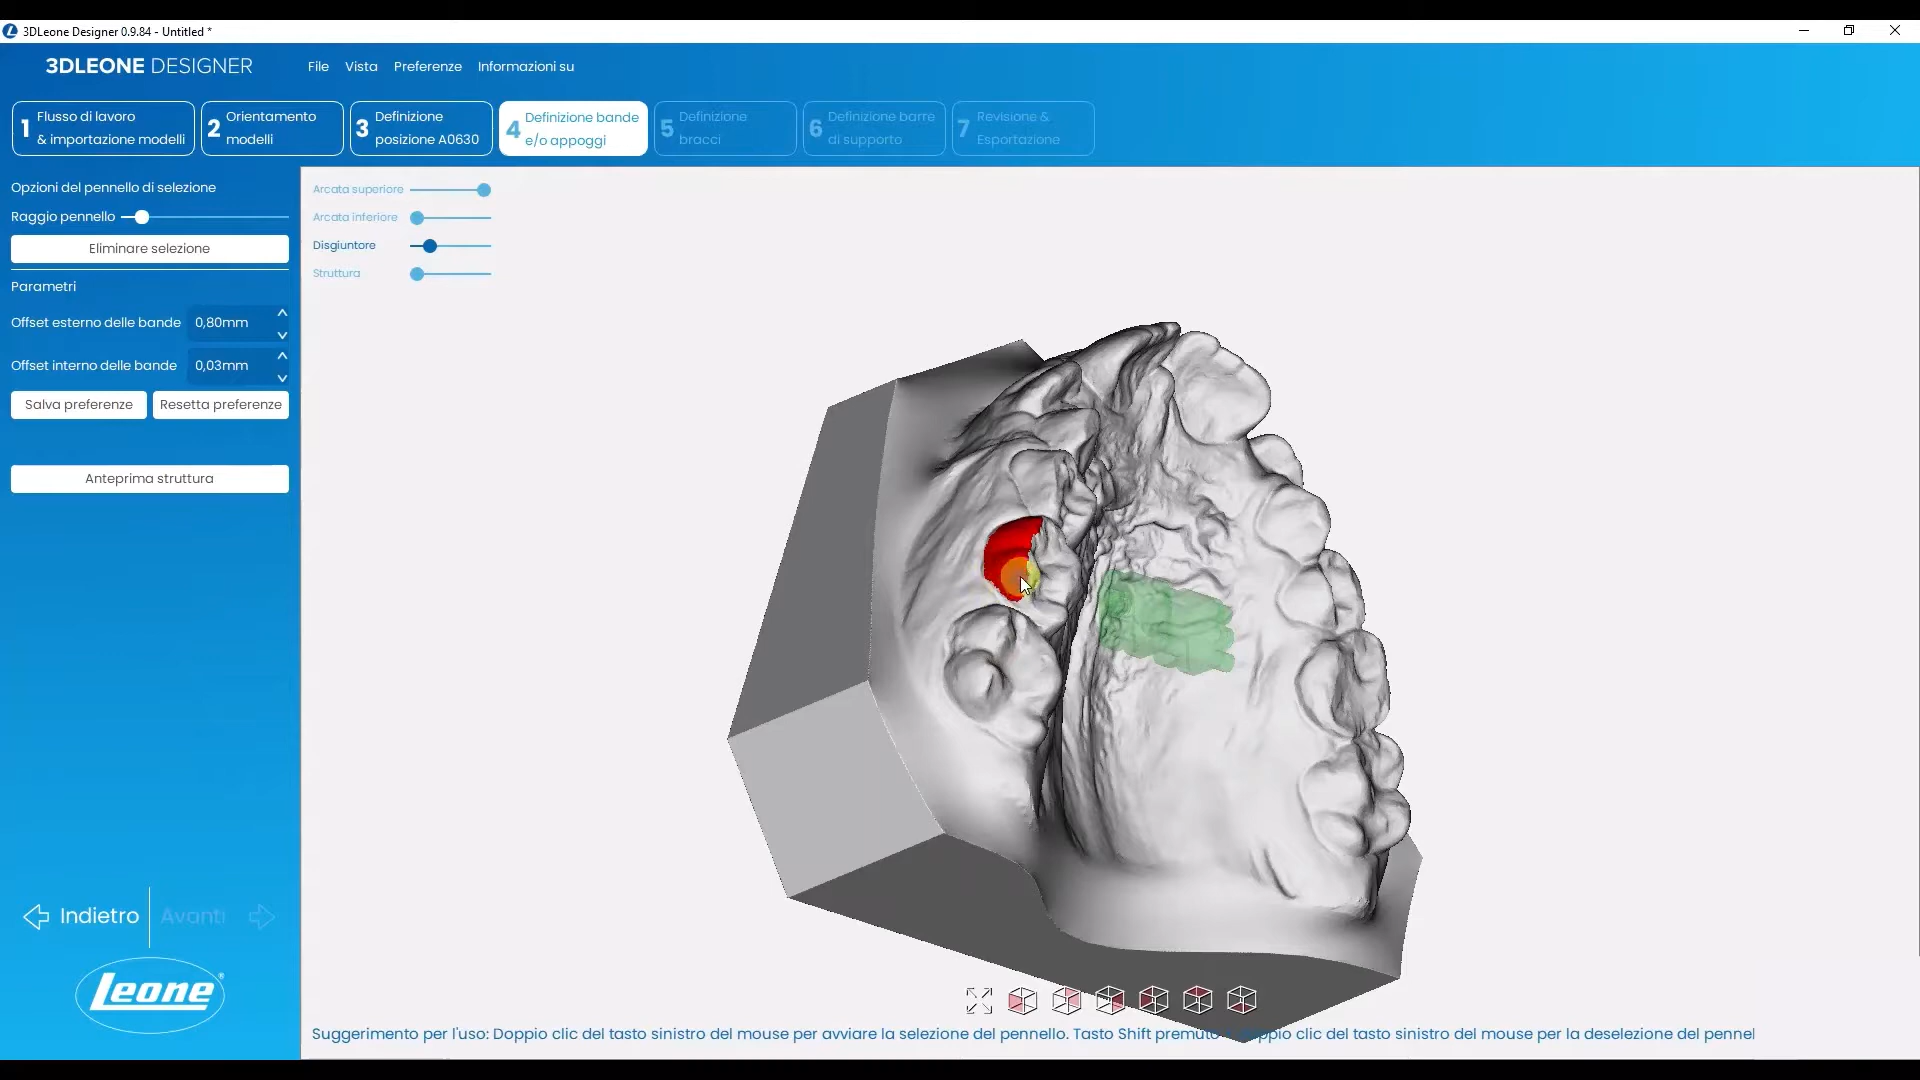 3DLeone Designer 0.9.84 - Untitled *
3DLEONE DESIGNER
File Vista Preferenze Informazioni su
1 Flusso di lavoro
& importazione modelli
2 Orientamento
modelli
3 Definizione
posizione A0630
4 Definizione bande
e/o appoggi
5 Definizione
bracci
6 Definizione barre
di supporto
7 Revisione &
Esportazione
Opzioni del pennello di selezione
Raggio pennello
Eliminare selezione
Parametri
Offset esterno delle bande 0,80mm
Offset interno delle bande 0,03mm
Salva preferenze Resetta preferenze
Anteprima struttura
Indietro Avanti
Leone®
Arcata superiore
Arcata inferiore
Disgiuntore
Struttura
Suggerimento per l'uso: Doppio clic del tasto sinistro del mouse per avviare la selezione del pennello. Tasto Shift premuto clic del tasto sinistro del mouse per la deselezione del pennel